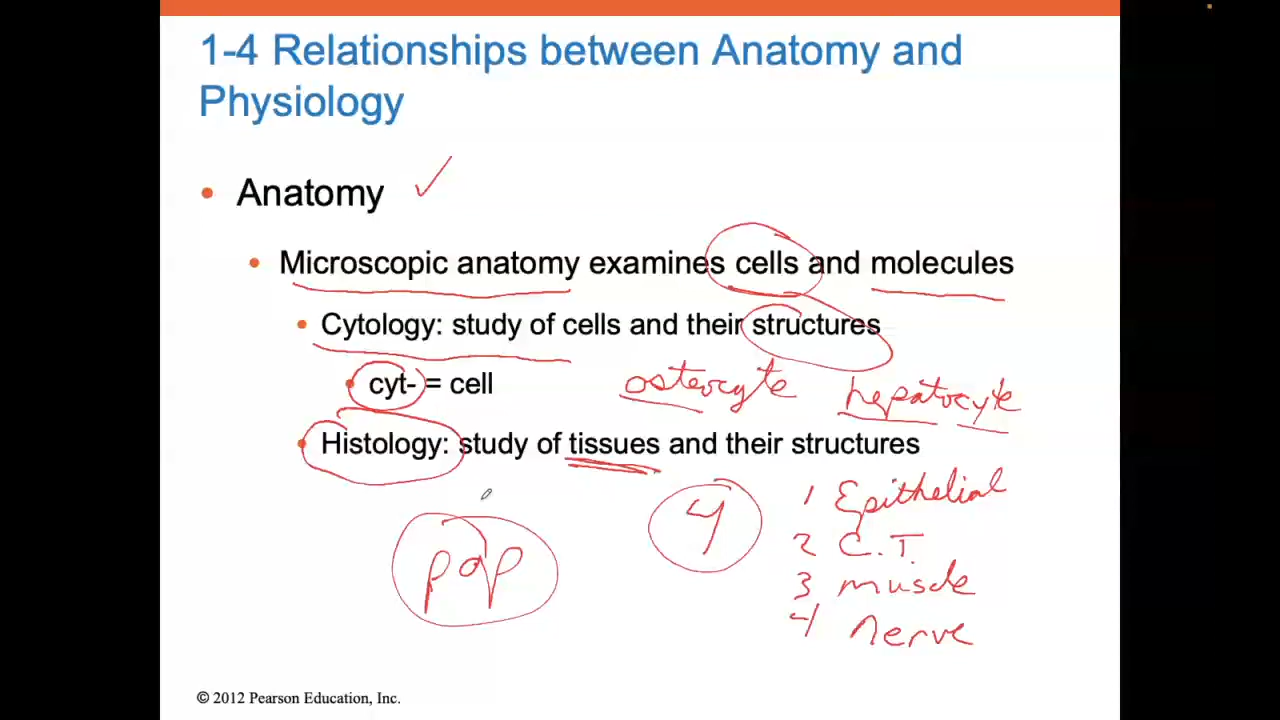 1-4 Relationships between Anatomy and
Physiology
• Anatomy ✓
• Microscopic anatomy examines cells and molecules
• Cytology: study of cells and their structures
• cyt- = cell
osteocyte hepatocyte
• Histology: study of tissues and their structures
pap
4
1 Epithelial
2 C.T.
3 muscle
4 nerve
© 2012 Pearson Education, Inc.